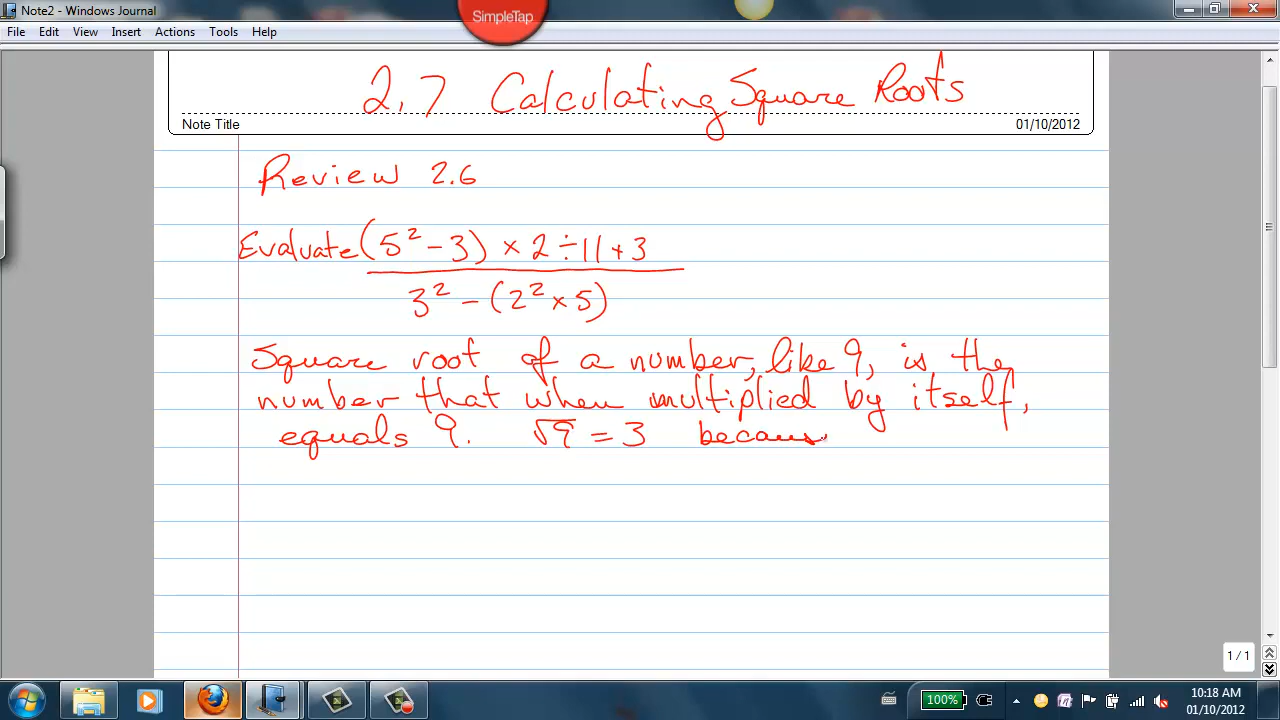 Note2 - Windows Journal
SimpleTap
File Edit View Insert Actions Tools Help
2.7 Calculating Square Roots
Note Title 01/10/2012
Review 2.6
Evaluate (5² - 3) × 2 ÷ 11 + 3
3² - (2² × 5)
Square root of a number, like 9, is the
number that when multiplied by itself,
equals 9. √9 = 3 becaus
1 / 1
100%
10:18 AM
01/10/2012